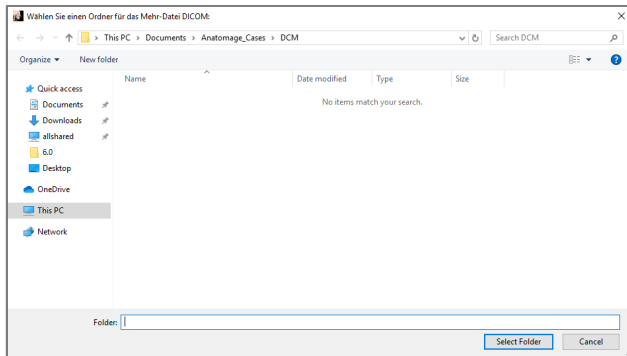 Wählen Sie einen Ordner für das Mehr-Datei DICOM:
This PC > Documents > Anatomage_Cases > DCM
Search DCM
Organize
New folder
Name
Date modified
Type
Size
No items match your search.
Quick access
Documents
Downloads
allshared
6.0
Desktop
OneDrive
This PC
Network
Folder:
Select Folder
Cancel